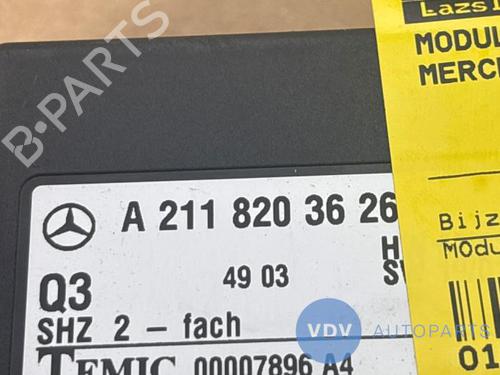 Lazs
MODUL
MERC
A 211 820 36 26
49 03
Q3
SHZ 2 - fach
TEMIC 00007896 A4
Bijz
MOdu
01
B-PARTS
VDV AUTOPARTS